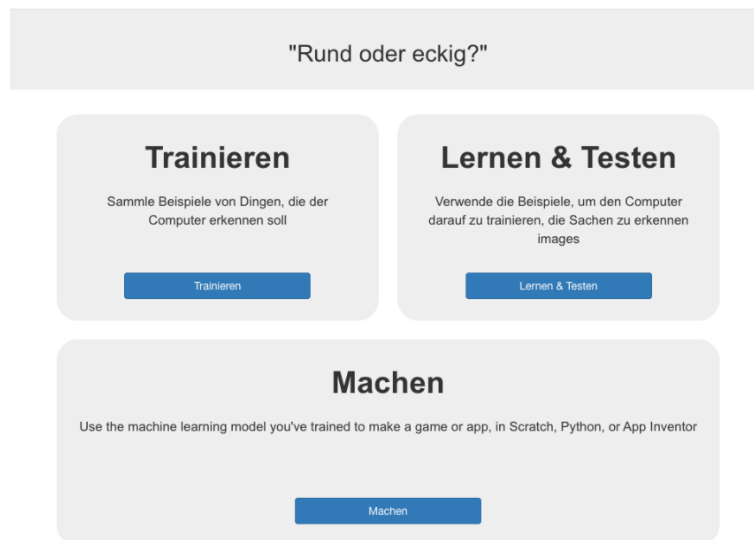 "Rund oder eckig?"
Trainieren
Sammle Beispiele von Dingen, die der
Computer erkennen soll
Trainieren
Lernen & Testen
Verwende die Beispiele, um den Computer
darauf zu trainieren, die Sachen zu erkennen
images
Lernen & Testen
Machen
Use the machine learning model you've trained to make a game or app, in Scratch, Python, or App Inventor
Machen